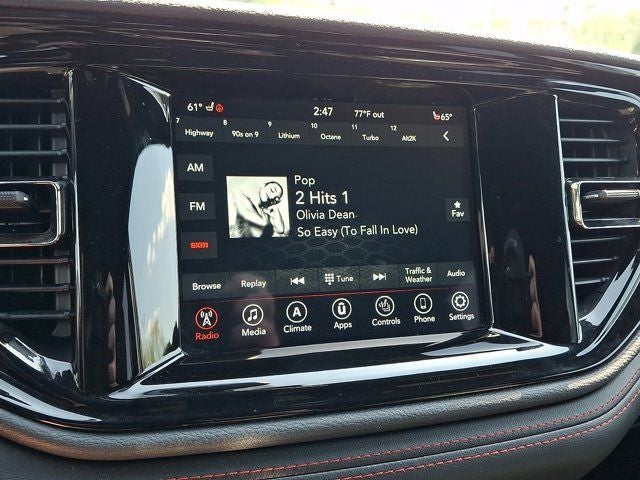 61° 2:47 77°F out 65°
7 8 9 10 11 12
Highway 90s on 9 Lithium Octane Turbo Alt2K
AM
Pop
2 Hits 1
FM
Olivia Dean
Fav
So Easy (To Fall In Love)
sxm
Browse Replay Tune Traffic & Weather Audio
Radio Media A Climate ü Apps Controls Phone Settings